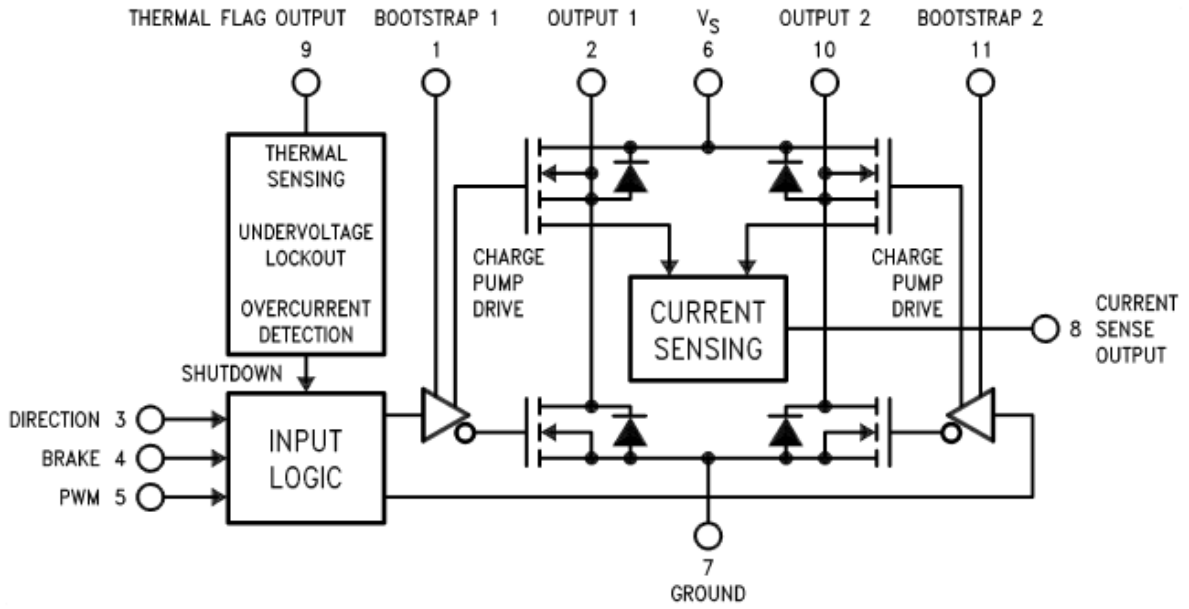 THERMAL FLAG OUTPUT
9
BOOTSTRAP 1
1
OUTPUT 1
2
VS
6
OUTPUT 2
10
BOOTSTRAP 2
11
THERMAL
SENSING
UNDERVOLTAGE
LOCKOUT
OVERCURRENT
DETECTION
CHARGE
PUMP
DRIVE
CURRENT
SENSING
CHARGE
PUMP
DRIVE
8 CURRENT
SENSE
OUTPUT
SHUTDOWN
DIRECTION 3
BRAKE 4
PWM 5
INPUT
LOGIC
7
GROUND